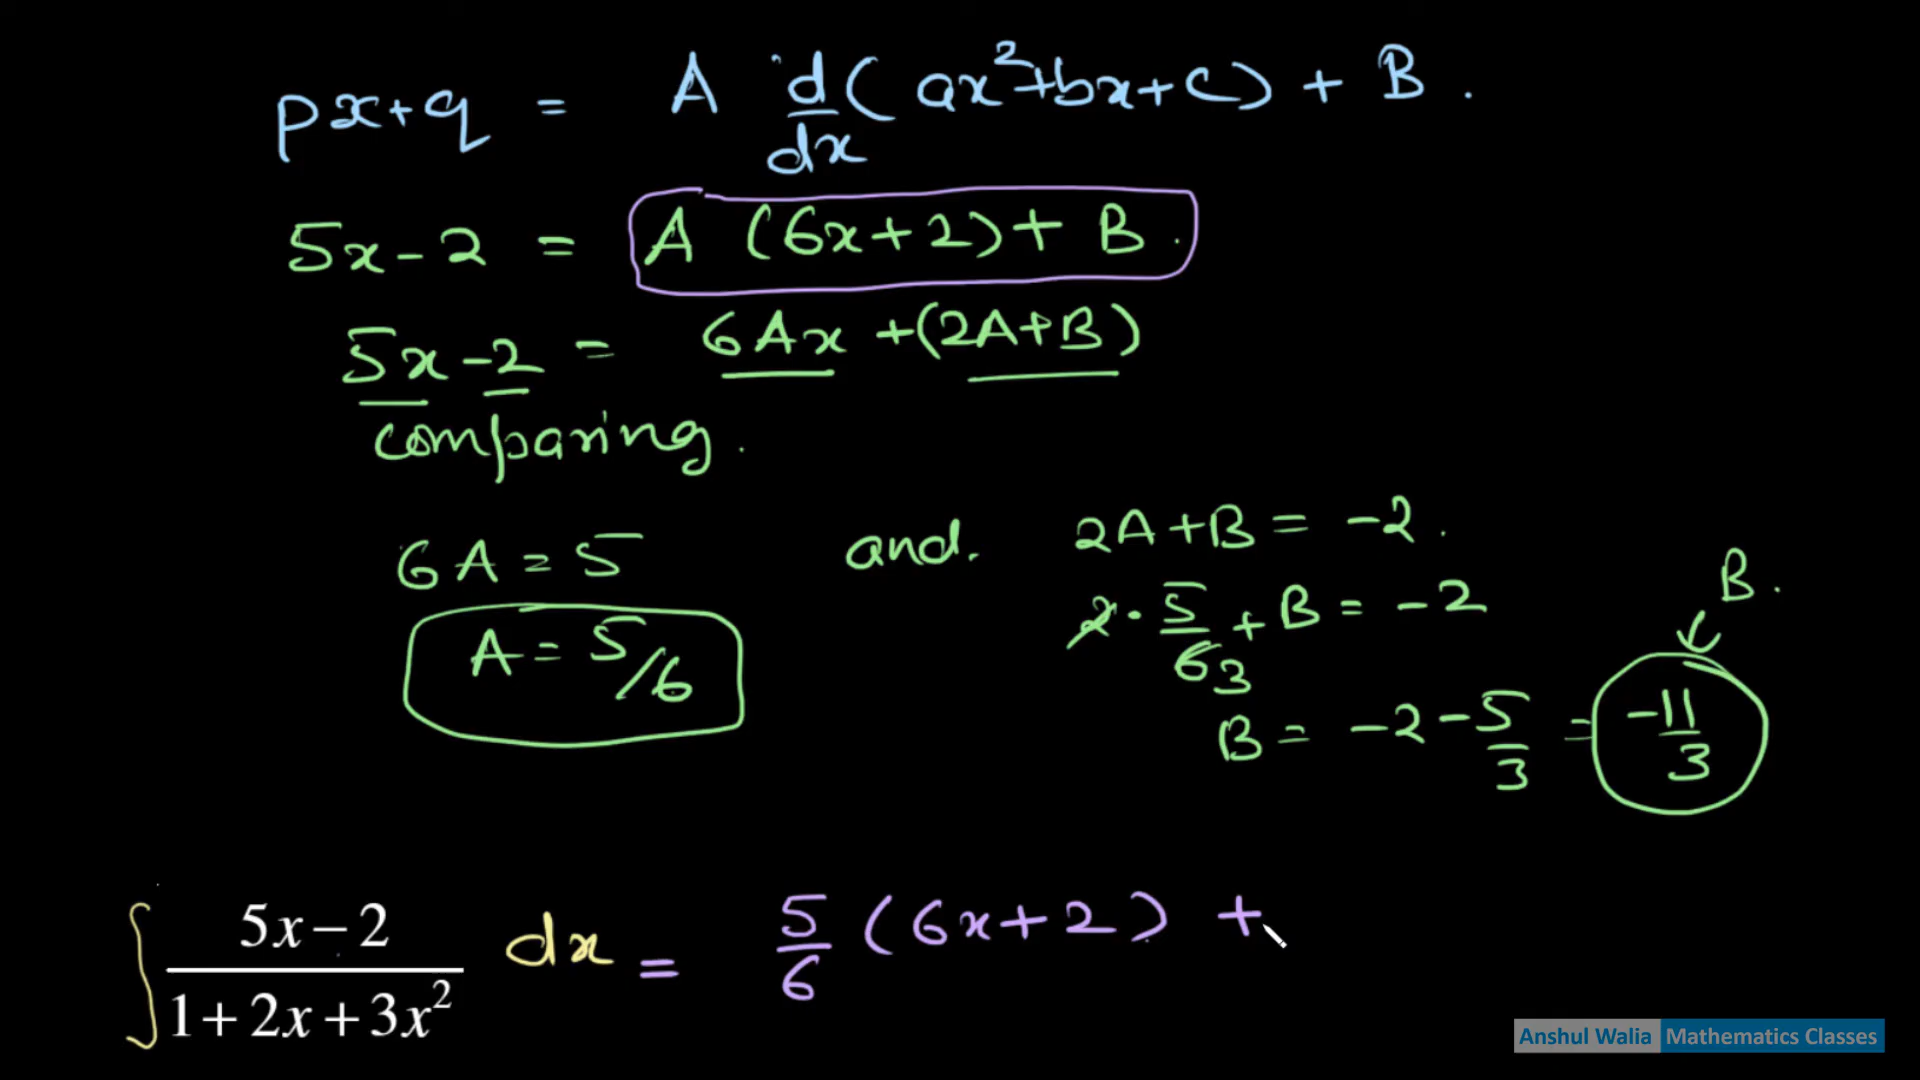 px+q = A d/dx (ax²+bx+c) + B.
5x-2 = A (6x+2) + B.
5x-2 = 6Ax +(2A+B)
comparing.
6A = 5 and. 2A+B = -2.
A = 5/6 2·5/6 3 + B = -2 B.
B = -2 - 5/3 = -11/3
∫ (5x-2)/(1+2x+3x²) dx = 5/6 (6x+2) +
Anshul Walia Mathematics Classes